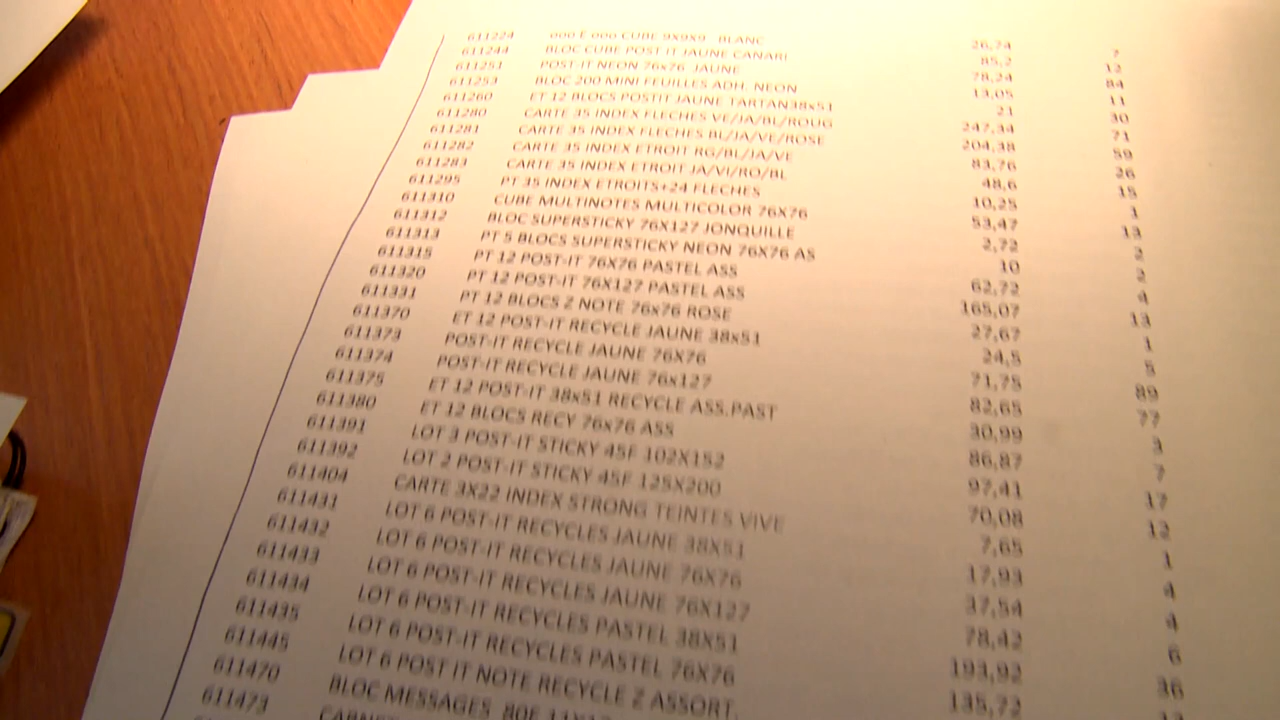 611224 ooo E ooo CUBE 9X9X9 BLANC 26,74 7
611244 BLOC CUBE POST IT JAUNE CANARI 85,2 12
611251 POST-IT NEON 76x76 JAUNE 78,24 84
611253 BLOC 200 MINI FEUILLES ADH. NEON 13,05 11
611260 ET 12 BLOCS POSTIT JAUNE TARTAN38x51 21 30
611280 CARTE 35 INDEX FLECHES VE/JA/BL/ROUG 247,34 71
611281 CARTE 35 INDEX FLECHES BL/JA/VE/ROSE 204,38 59
611282 CARTE 35 INDEX ETROIT RG/BL/JA/VE 83,76 26
611283 CARTE 35 INDEX ETROIT JA/VI/RO/BL 48,6 15
611295 PT 35 INDEX ETROITS+24 FLECHES 10,25 1
611310 CUBE MULTINOTES MULTICOLOR 76X76 53,47 13
611312 BLOC SUPERSTICKY 76X127 JONQUILLE 2,72 2
611313 PT 5 BLOCS SUPERSTICKY NEON 76X76 AS 10 2
611315 PT 12 POST-IT 76X76 PASTEL ASS 62,72 4
611320 PT 12 POST-IT 76X127 PASTEL ASS 165,07 13
611331 PT 12 BLOCS Z NOTE 76x76 ROSE 27,67 1
611370 ET 12 POST-IT RECYCLE JAUNE 38x51 24,5 5
611373 POST-IT RECYCLE JAUNE 76X76 71,75 89
611374 POST-IT RECYCLE JAUNE 76x127 82,65 77
611375 ET 12 POST-IT 38x51 RECYCLE ASS.PAST 30,99 3
611380 ET 12 BLOCS RECY 76x76 ASS 86,87 7
611391 LOT 3 POST-IT STICKY 45F 102X152 97,41 17
611392 LOT 2 POST-IT STICKY 45F 125X200 70,08 12
611404 CARTE 3X22 INDEX STRONG TEINTES VIVE 7,65 1
611431 LOT 6 POST-IT RECYCLES JAUNE 38X51 17,93 4
611432 LOT 6 POST-IT RECYCLES JAUNE 76X76 37,54 4
611433 LOT 6 POST-IT RECYCLES JAUNE 76X127 78,42 6
611434 LOT 6 POST-IT RECYCLES PASTEL 38X51 193,92 36
611435 LOT 6 POST-IT RECYCLES PASTEL 76X76 135,72
611445 LOT 6 POST IT NOTE RECYCLE Z ASSORT.
611470 BLOC MESSAGES 80F
611473